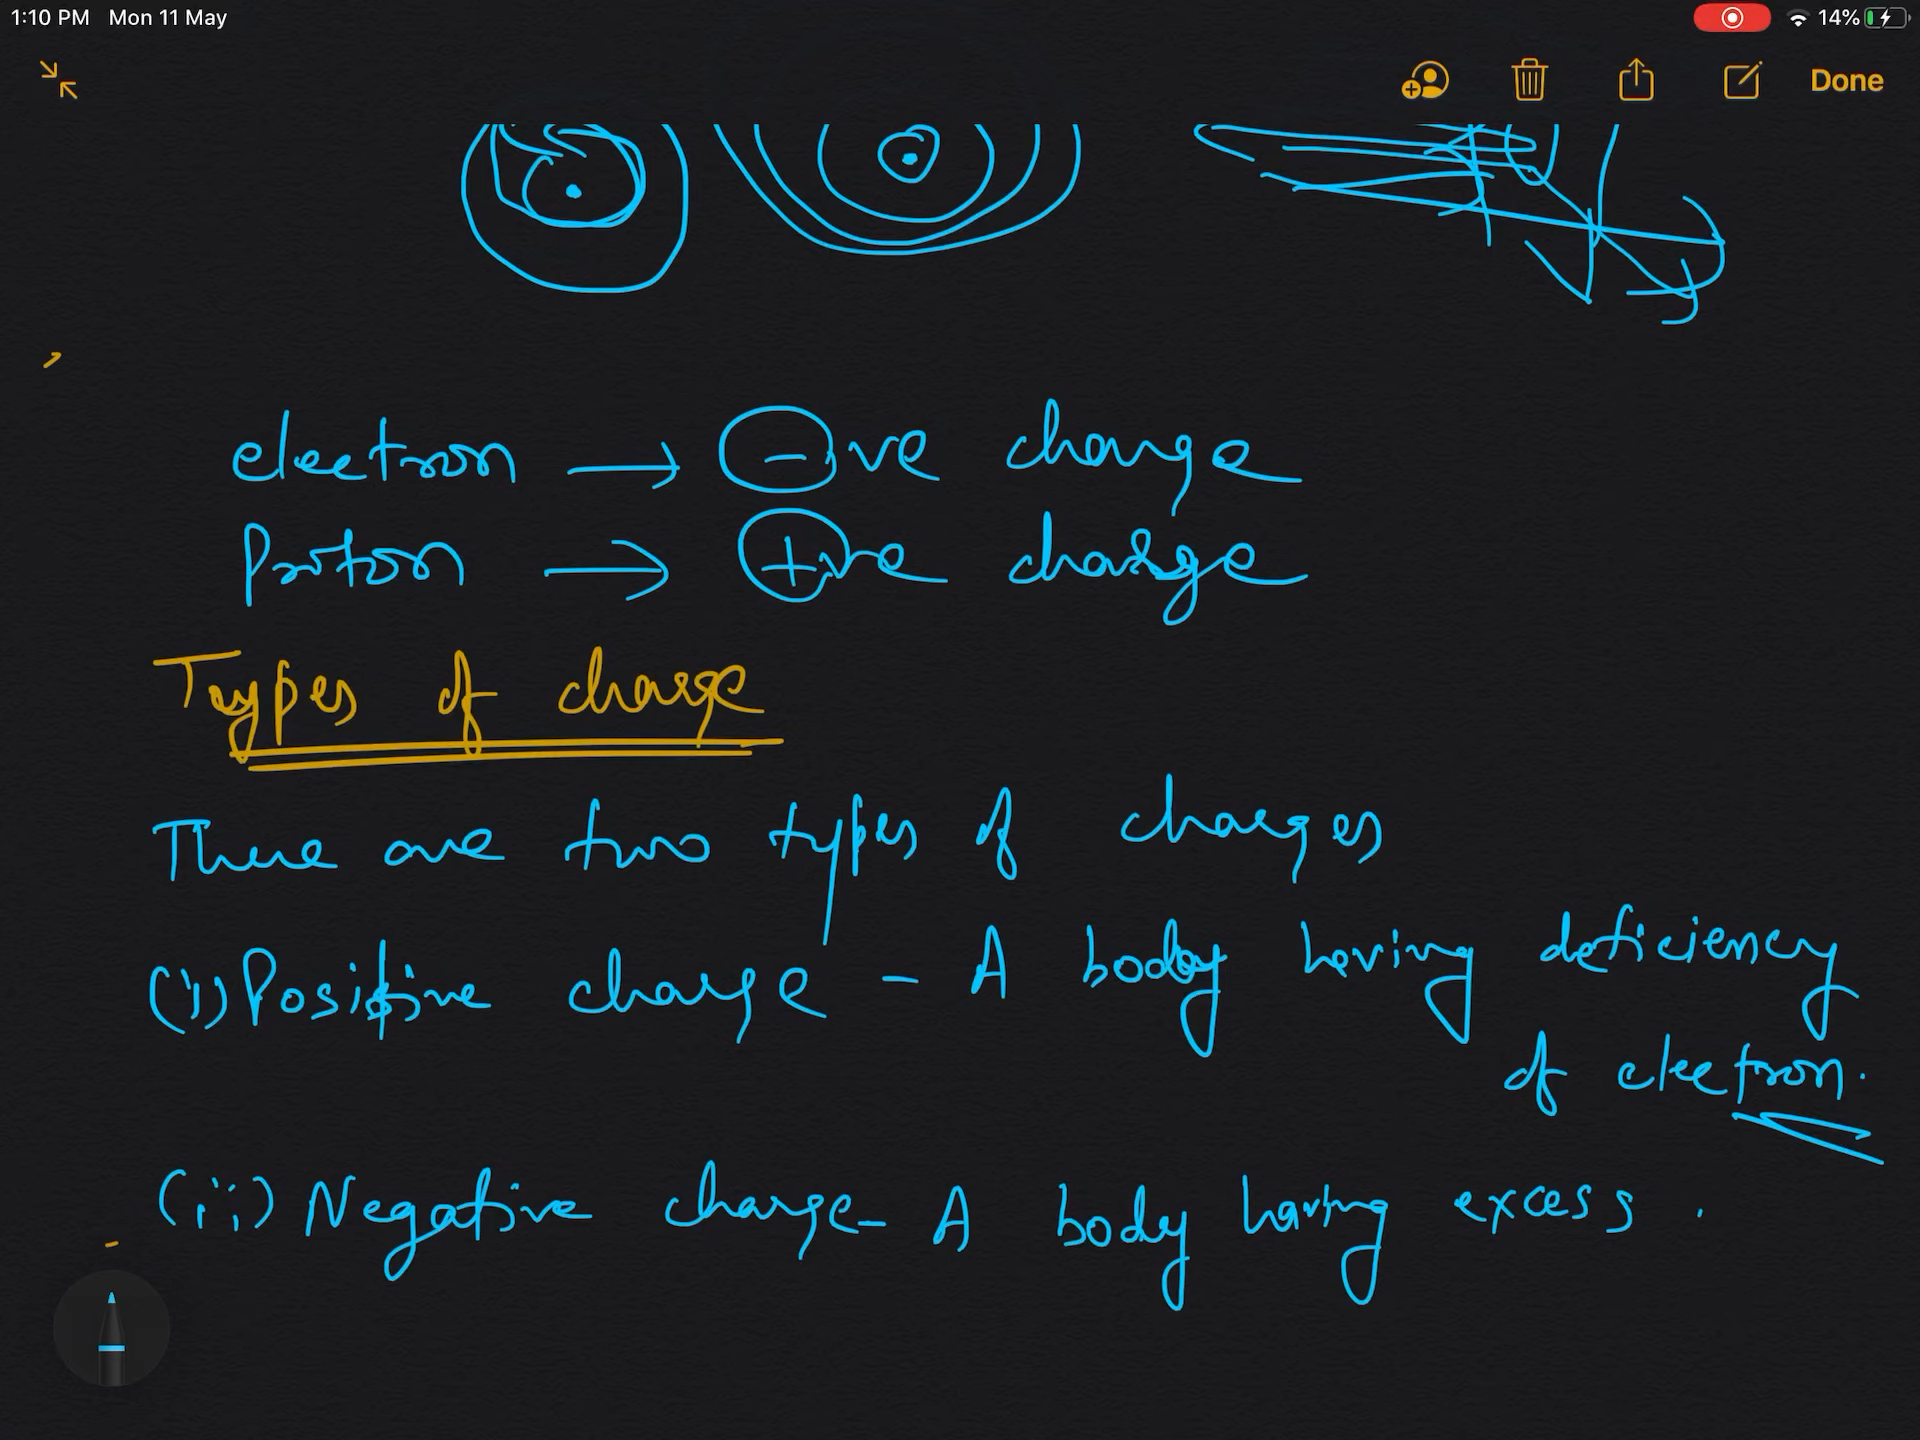 1:10 PM Mon 11 May 14%
Done
electron → -ve charge
Proton → +ve charge
Types of charge
There are two types of charges
(i) Positive charge - A body having deficiency
of electron.
(ii) Negative charge - A body having excess .